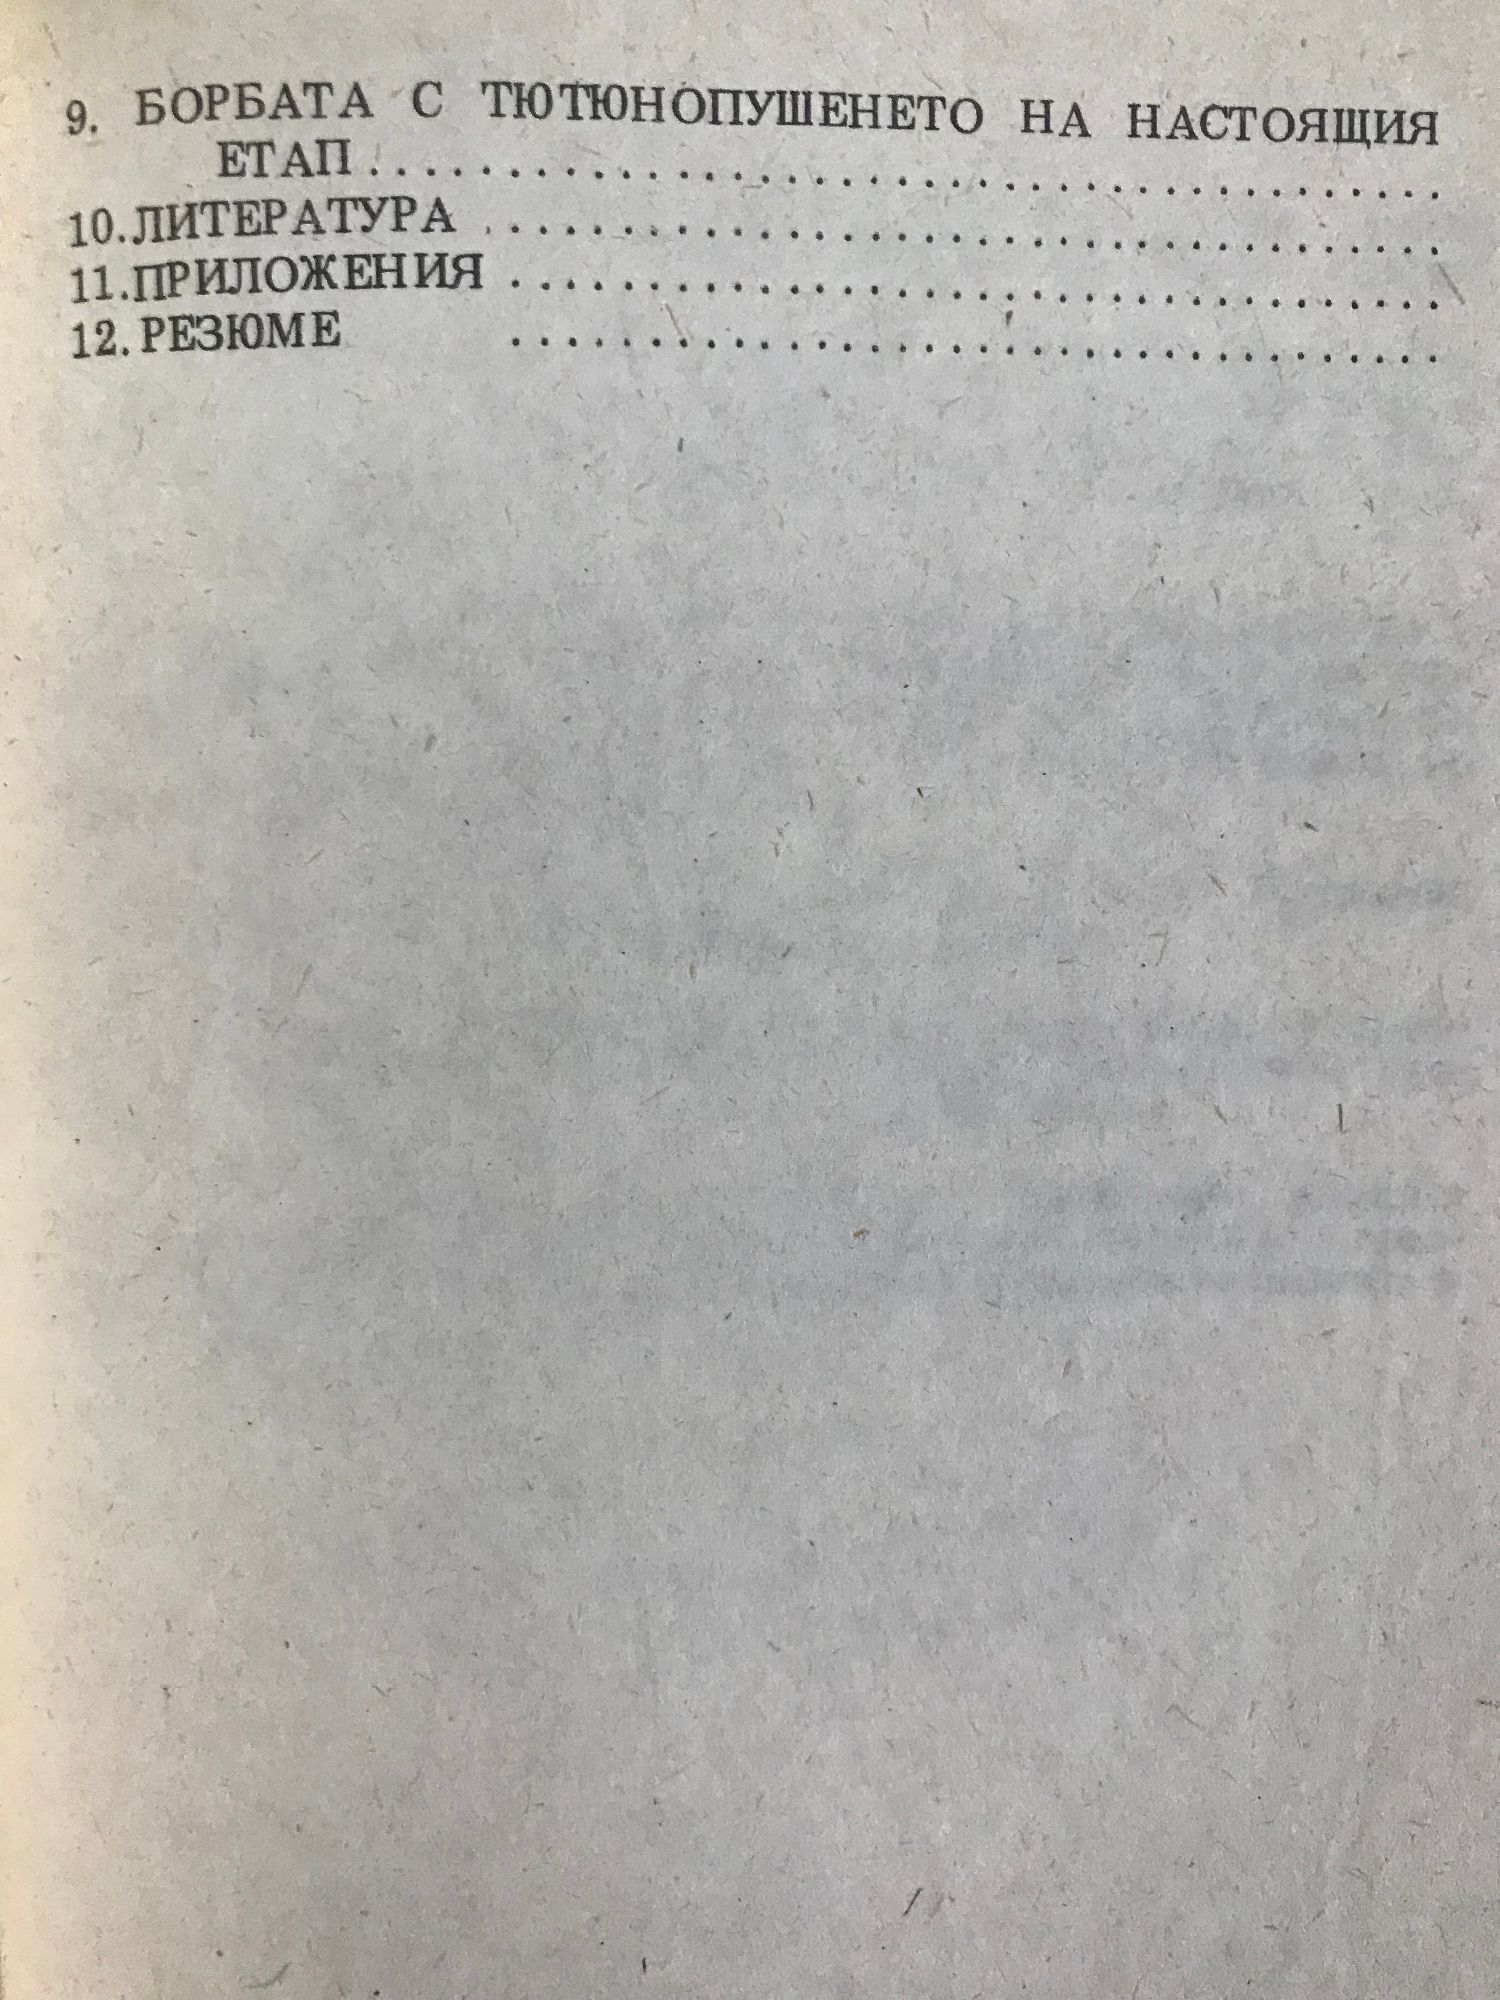 9. БОРБАТА С ТЮТЮНОПУШЕНЕТО НА НАСТОЯЩИЯ
ЕТАП . . . . . . . . . . . . . . . . . . . . . . . . . . . . . . . . . . . . . . .
10. ЛИТЕРАТУРА . . . . . . . . . . . . . . . . . . . . . . . . . . . . . . . . . . .
11. ПРИЛОЖЕНИЯ . . . . . . . . . . . . . . . . . . . . . . . . . . . . . . . . . .
12. РЕЗЮМЕ . . . . . . . . . . . . . . . . . . . . . . . . . . . . . . . . . .